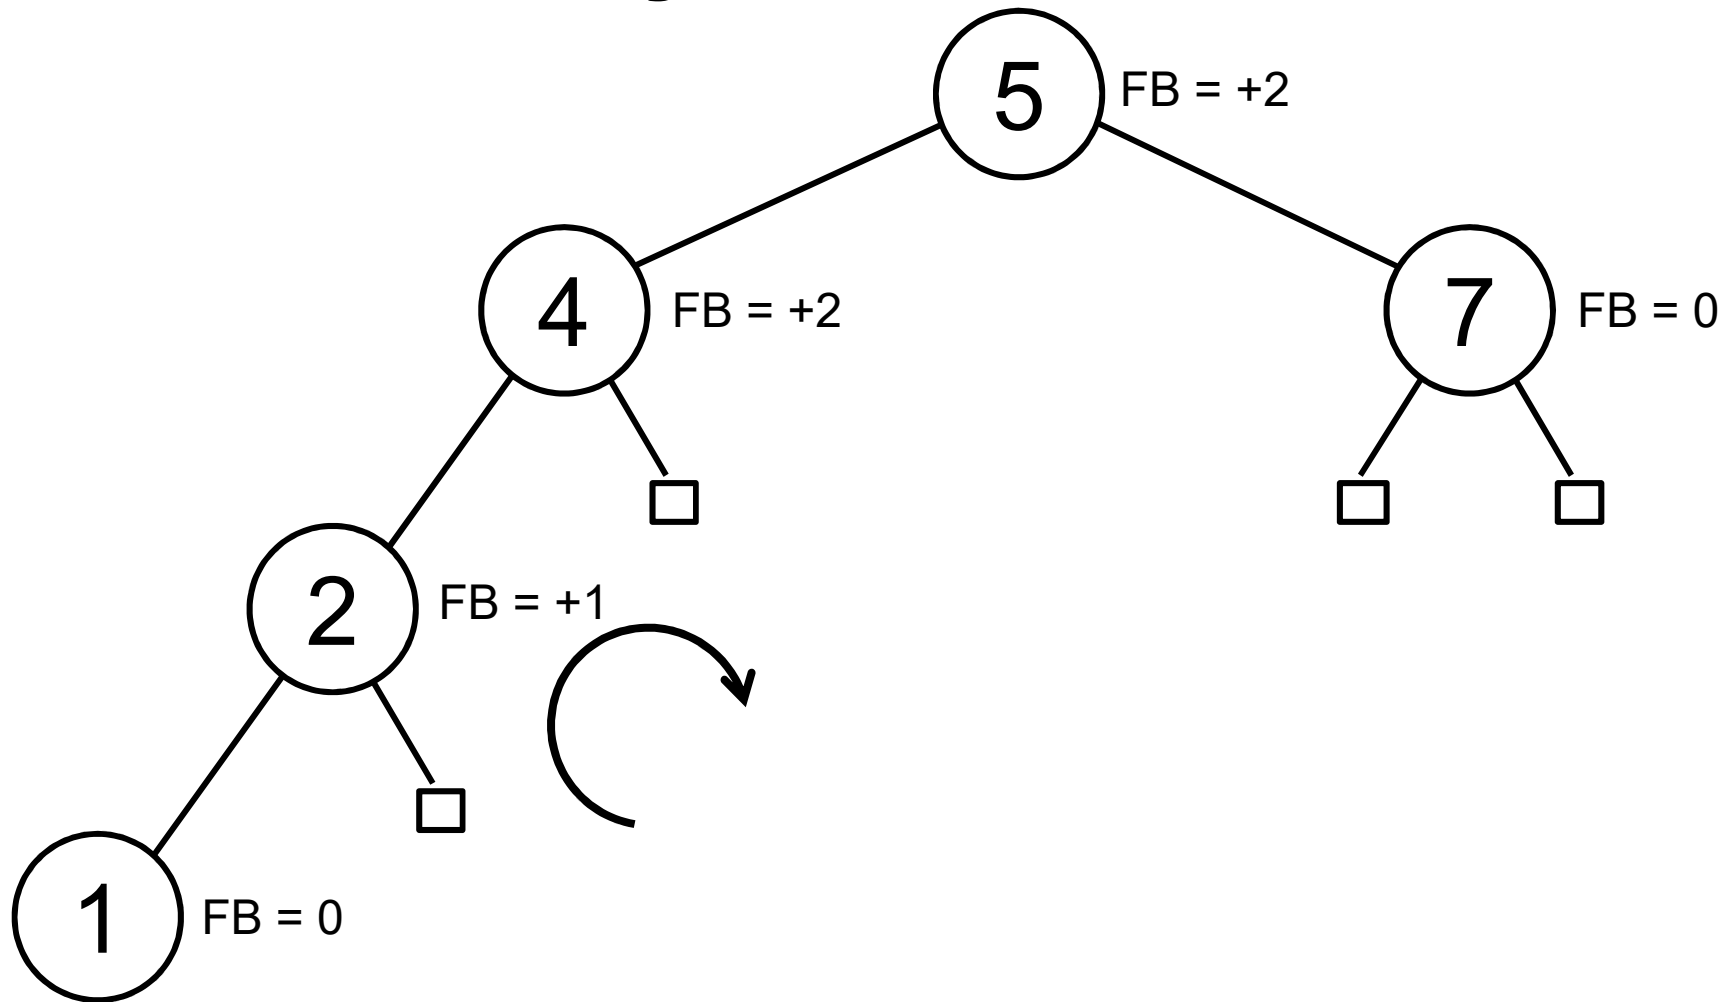 5 FB = +2
4 FB = +2
7 FB = 0
2 FB = +1
1 FB = 0